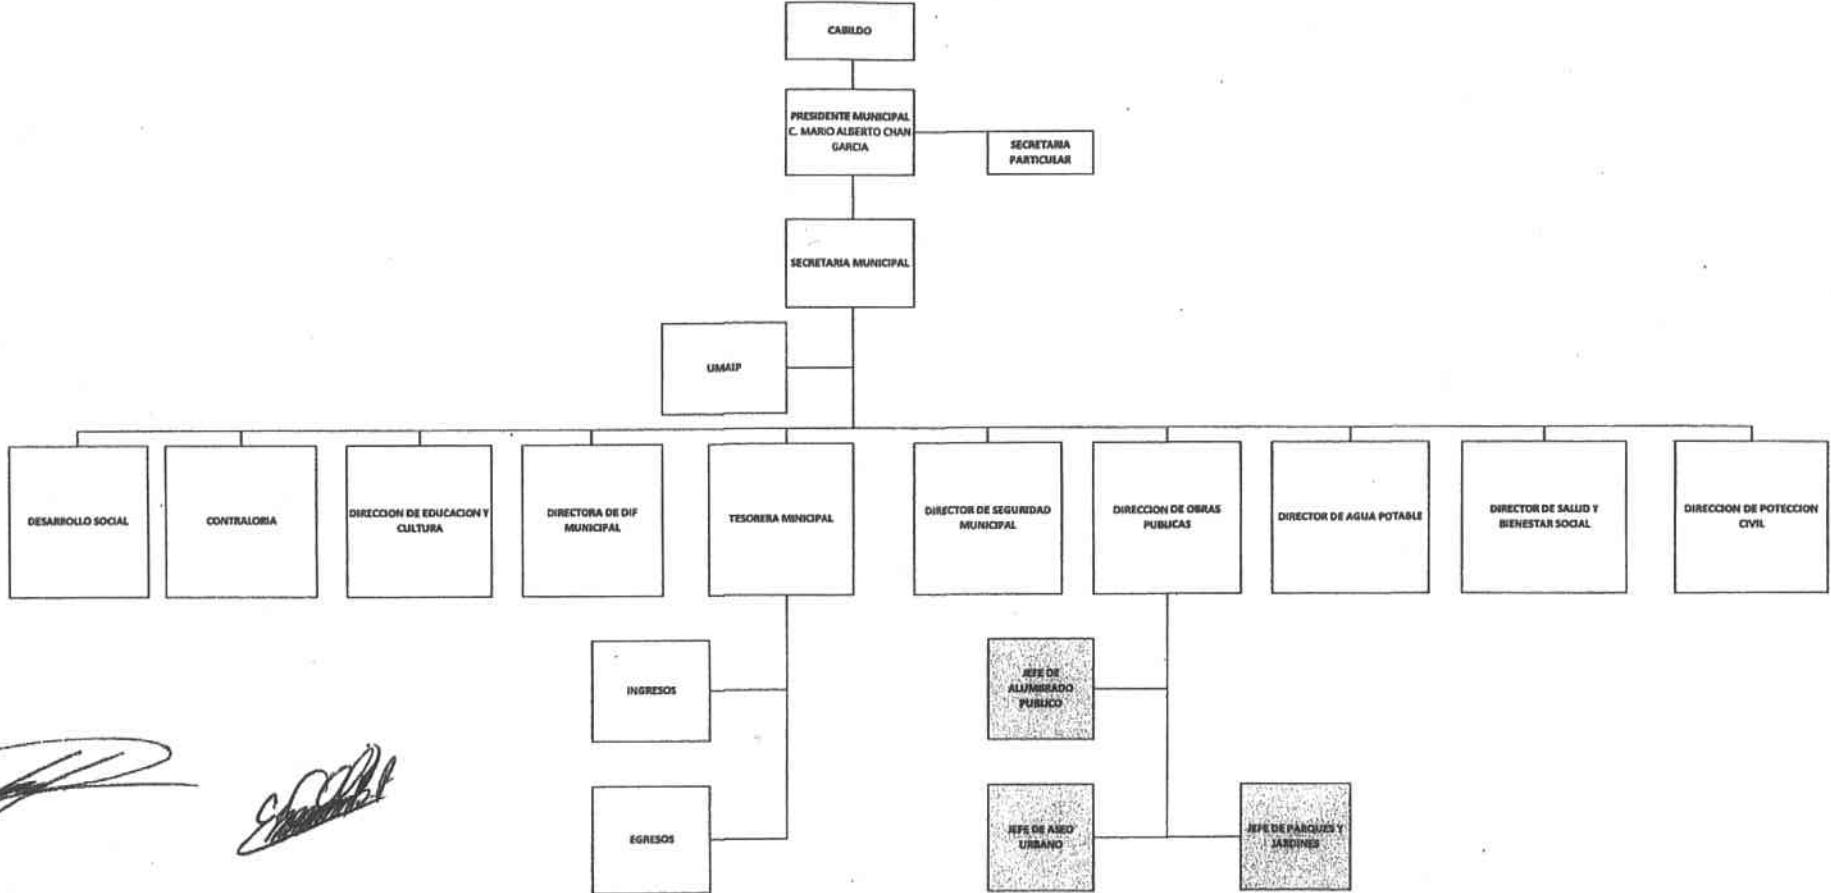 CABILDO
PRESIDENTE MUNICIPAL
C. MARIO ALBERTO CHAN
GARCIA
SECRETARIA
PARTICULAR
SECRETARIA MUNICIPAL
UMAIP
DESARROLLO SOCIAL
CONTRALORIA
DIRECCION DE EDUCACION Y
CULTURA
DIRECTORA DE DIF
MUNICIPAL
TESORERA MINICIPAL
DIRECTOR DE SEGURIDAD
MUNICIPAL
DIRECCION DE OBRAS
PUBLICAS
DIRECTOR DE AGUA POTABLE
DIRECTOR DE SALUD Y
BIENESTAR SOCIAL
DIRECCION DE POTECCION
CIVIL
INGRESOS
JEFE DE
ALUMBRADO
PUBLICO
EGRESOS
JEFE DE ASEO
URBANO
JEFE DE PARQUES Y
JARDINES